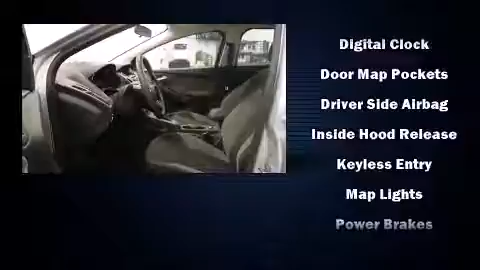 Digital Clock
Door Map Pockets
Driver Side Airbag
Inside Hood Release
Keyless Entry
Map Lights
Power Brakes